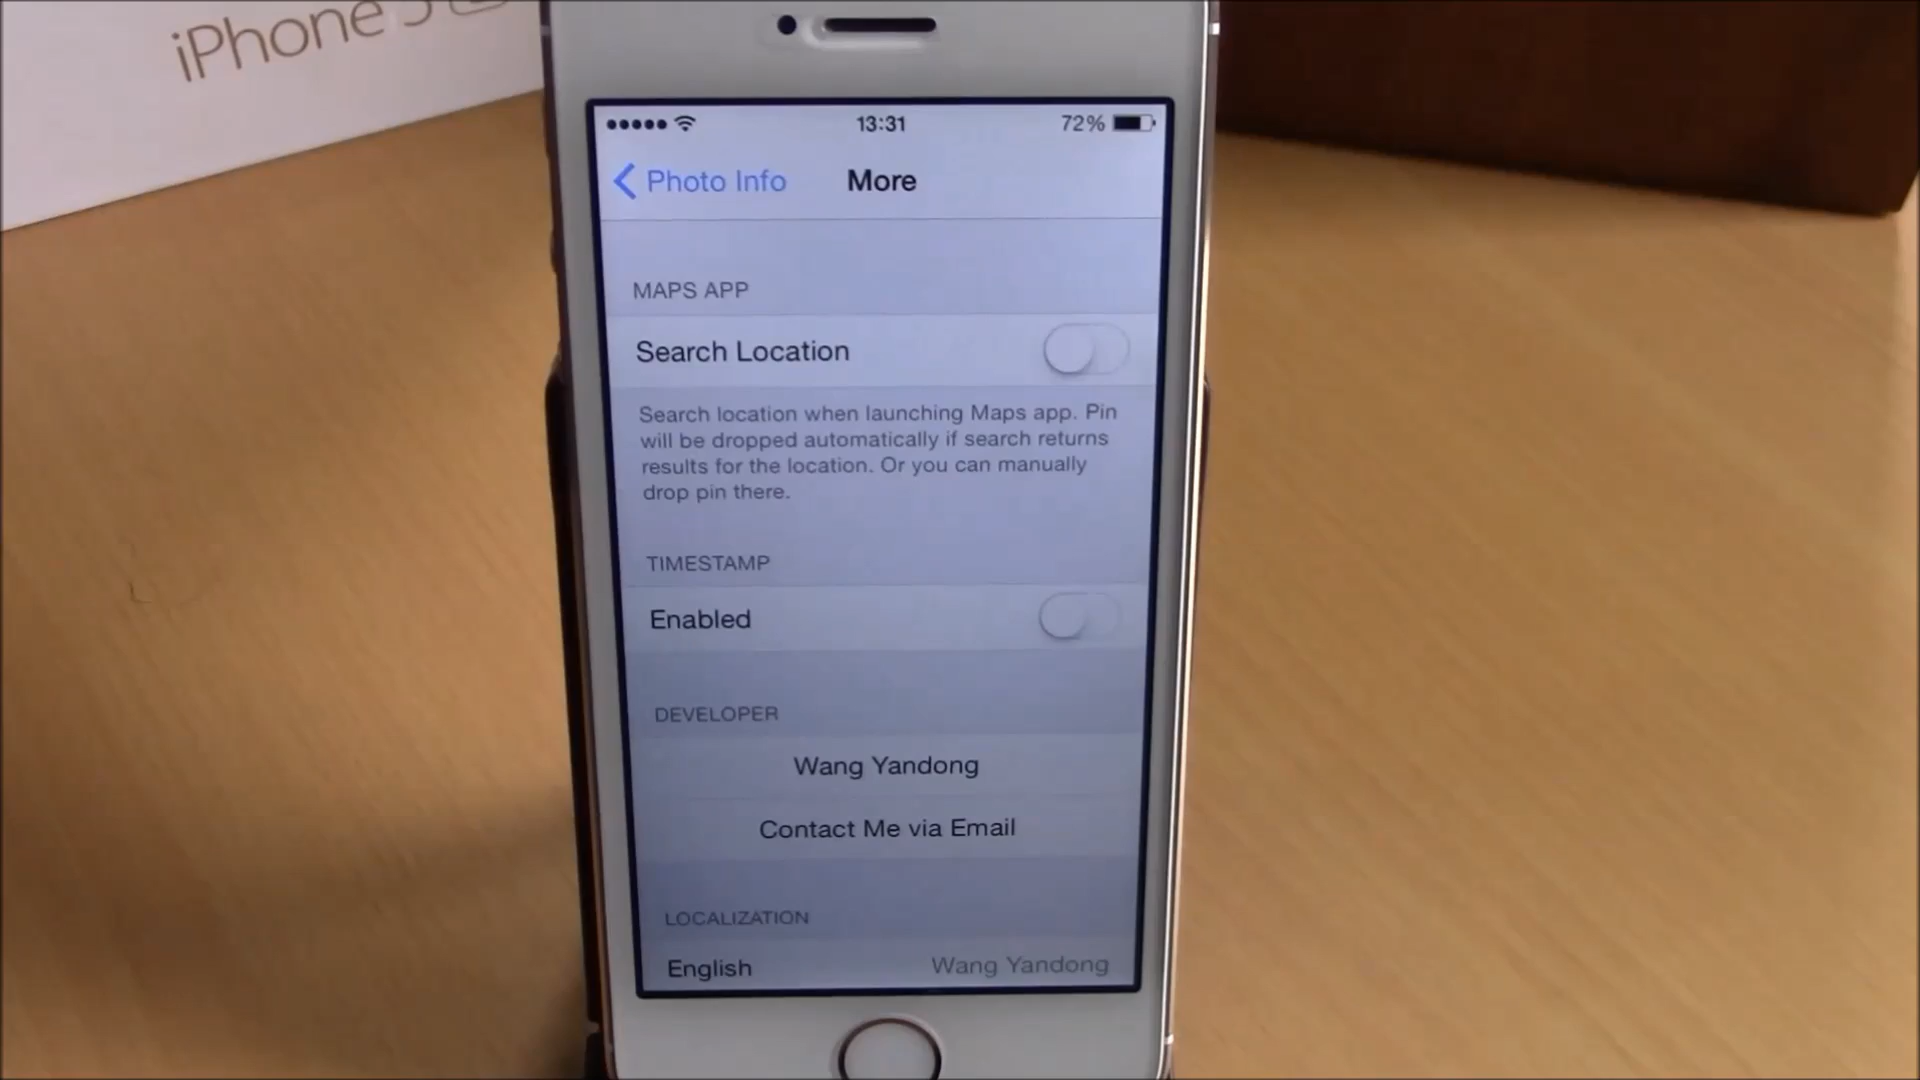 iPhone 5
13:31
72%
Photo Info
More
MAPS APP
Search Location
Search location when launching Maps app. Pin
will be dropped automatically if search returns
results for the location. Or you can manually
drop pin there.
TIMESTAMP
Enabled
DEVELOPER
Wang Yandong
Contact Me via Email
LOCALIZATION
English
Wang Yandong